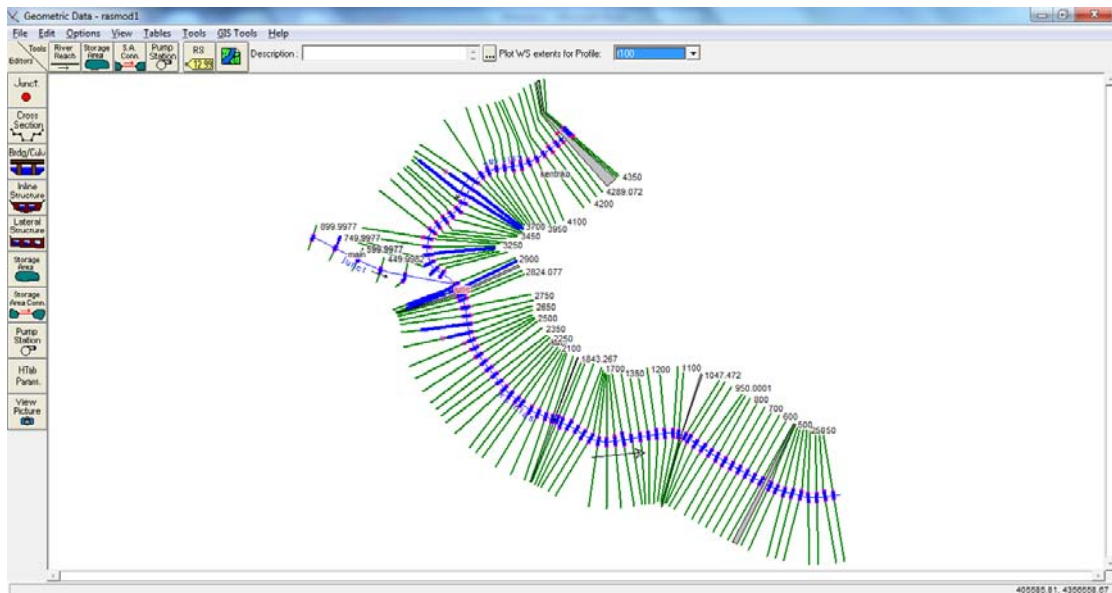 Geometric Data - rasmod1
File Edit Options View Tables Tools GIS Tools Help
Tools
Editors
River
Reach
Storage
Area
S.A.
Conn.
Pump
Station
RS
Description :
...
Plot WS extents for Profile:
t100
Junct.
Cross
Section
Brdg/Culv
Inline
Structure
Lateral
Structure
Storage
Area
Storage
Area Conn.
Pump
Station
HTab
Param.
View
Picture
kentriko
4350
4289.072
4200
4100
3950
3700
3450
3250
2900
2824.077
899.9977
749.9977
599.9977
449.9982
main
2750
2650
2500
2350
2250
2100
1843.267
1700
1350
1200
1100
1047.472
950.0001
800
700
600
500
405585.81, 4356558.67